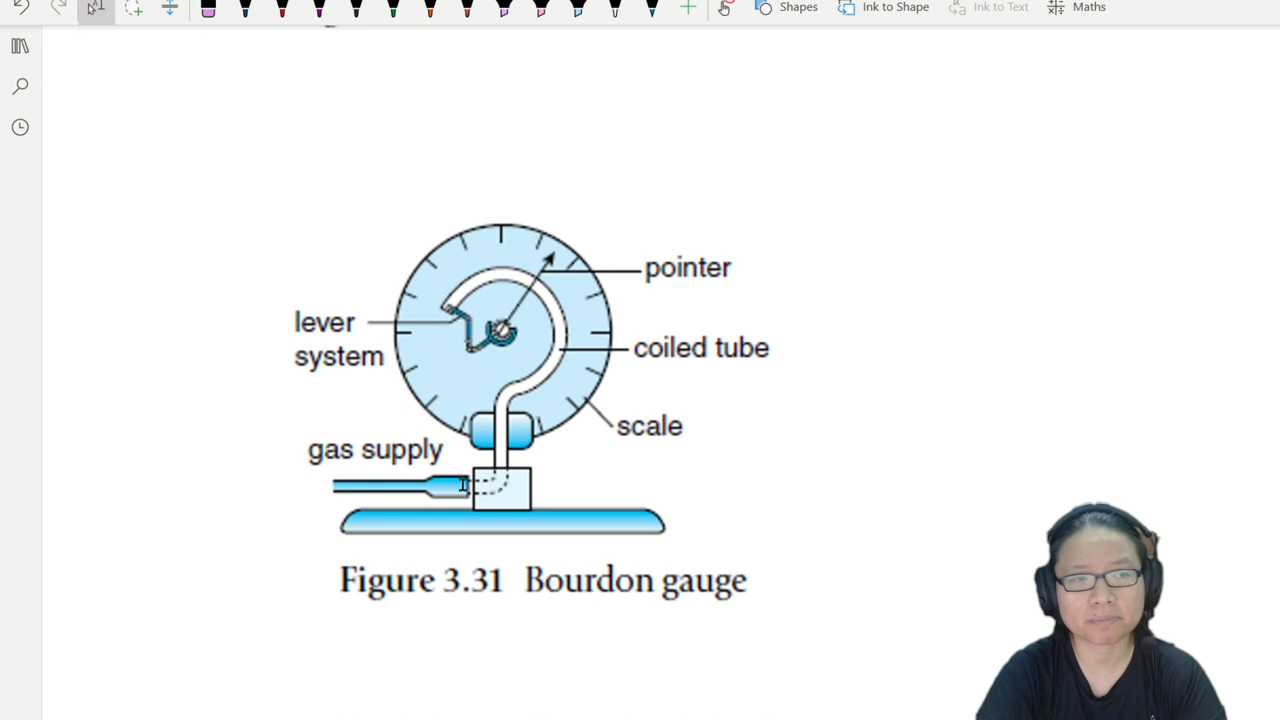 Shapes
Ink to Shape
Ink to Text
Maths
pointer
lever
system
coiled tube
scale
gas supply
Figure 3.31 Bourdon gauge